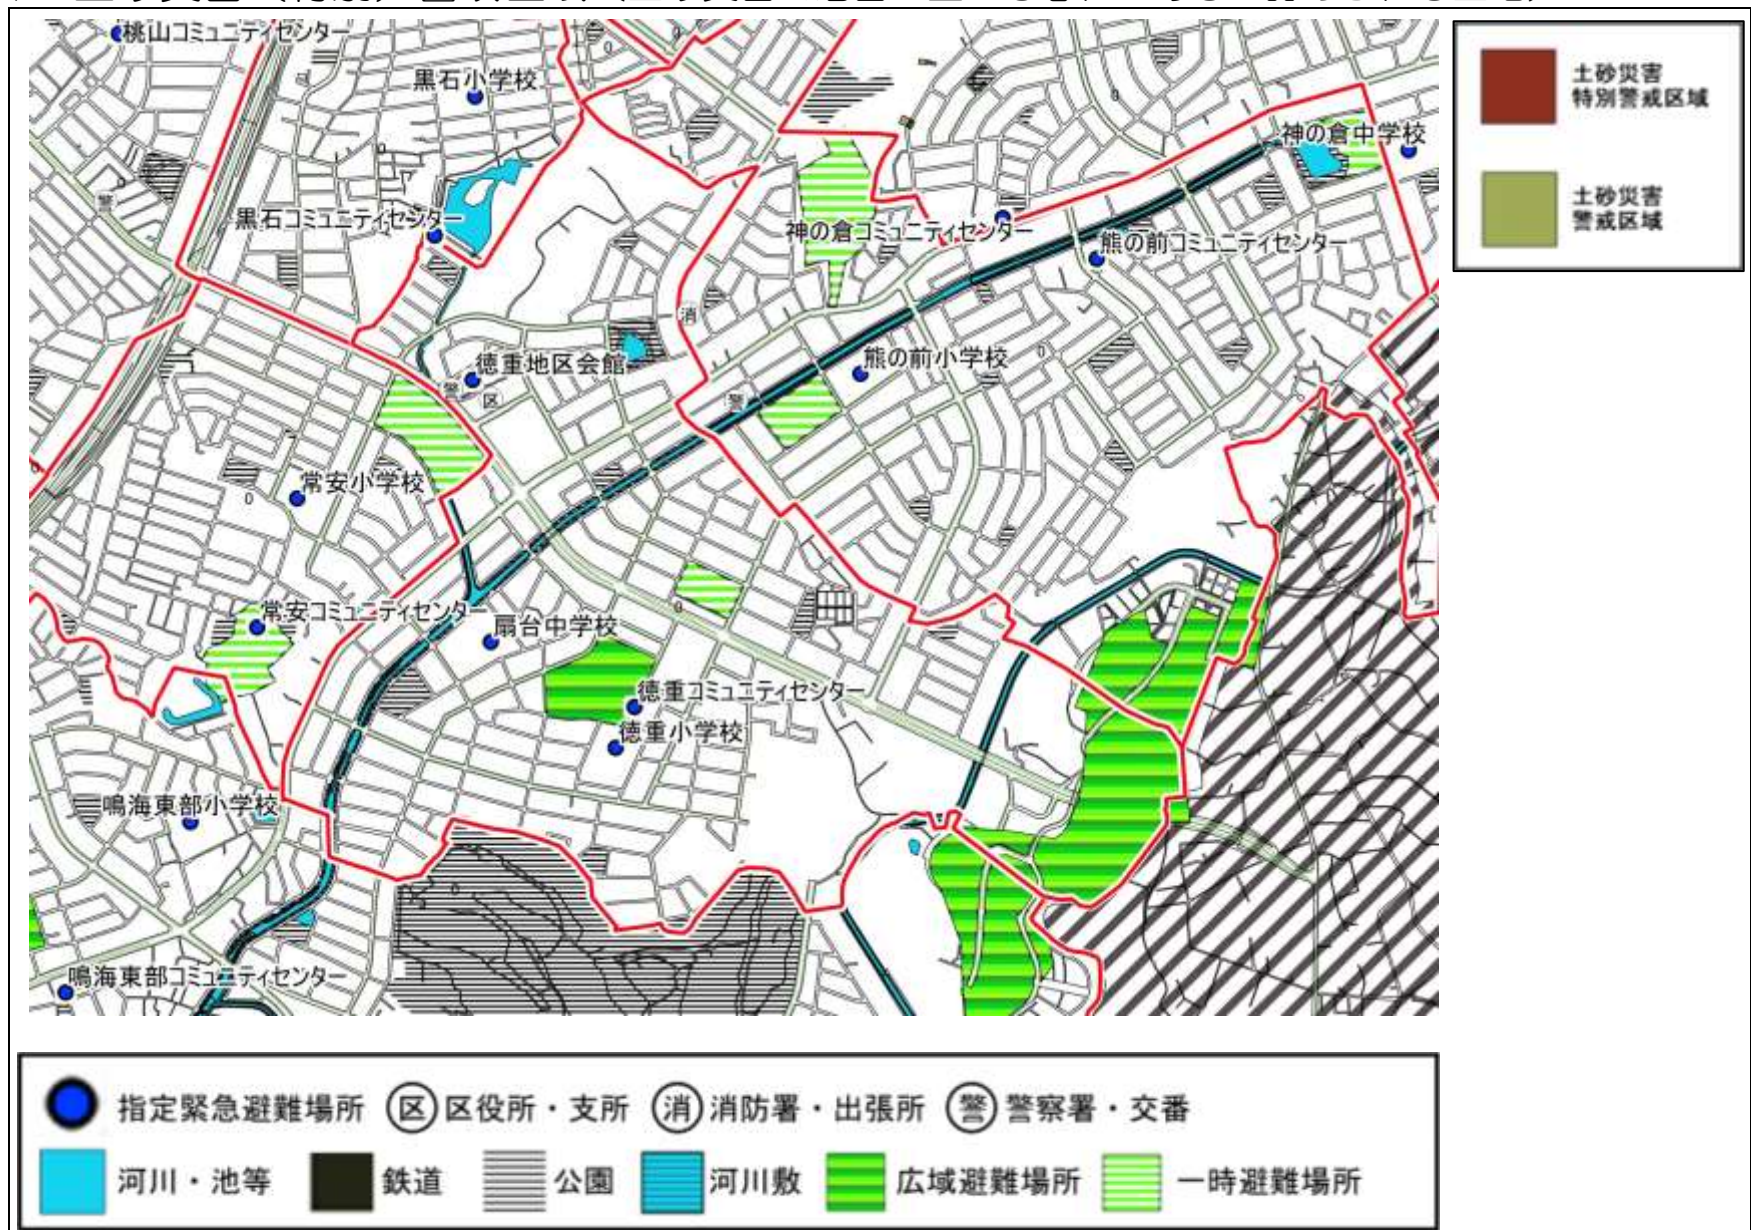 桃山コミュニティセンター
黒石小学校
神の倉中学校
黒石コミュニティセンター
神の倉コミュニティセンター
熊の前コミュニティセンター
消
警
徳重地区会館
警
区
熊の前小学校
警
常安小学校
常安コミュニティセンター
扇台中学校
徳重コミュニティセンター
徳重小学校
鳴海東部小学校
鳴海東部コミュニティセンター
土砂災害
特別警戒区域
土砂災害
警戒区域
指定緊急避難場所 区 区役所・支所 消 消防署・出張所 警 警察署・交番
河川・池等 鉄道 公園 河川敷 広域避難場所 一時避難場所